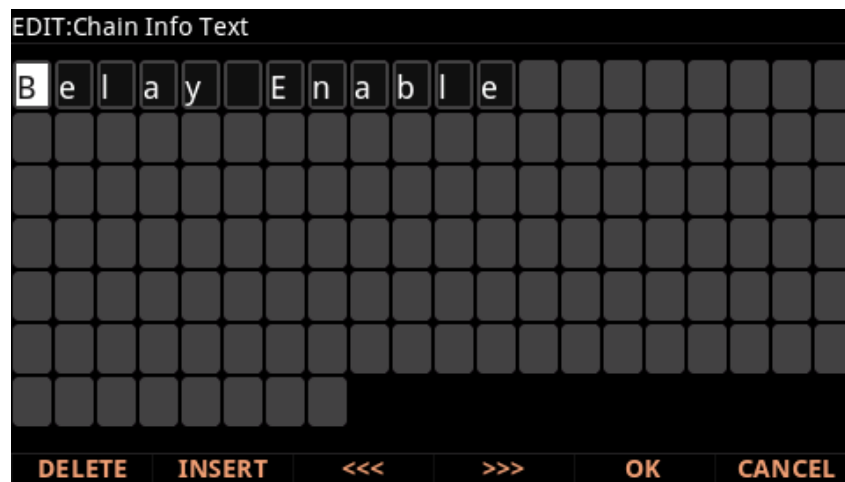 EDIT:Chain Info Text
Belay Enable
DELETE INSERT <<< >>> OK CANCEL